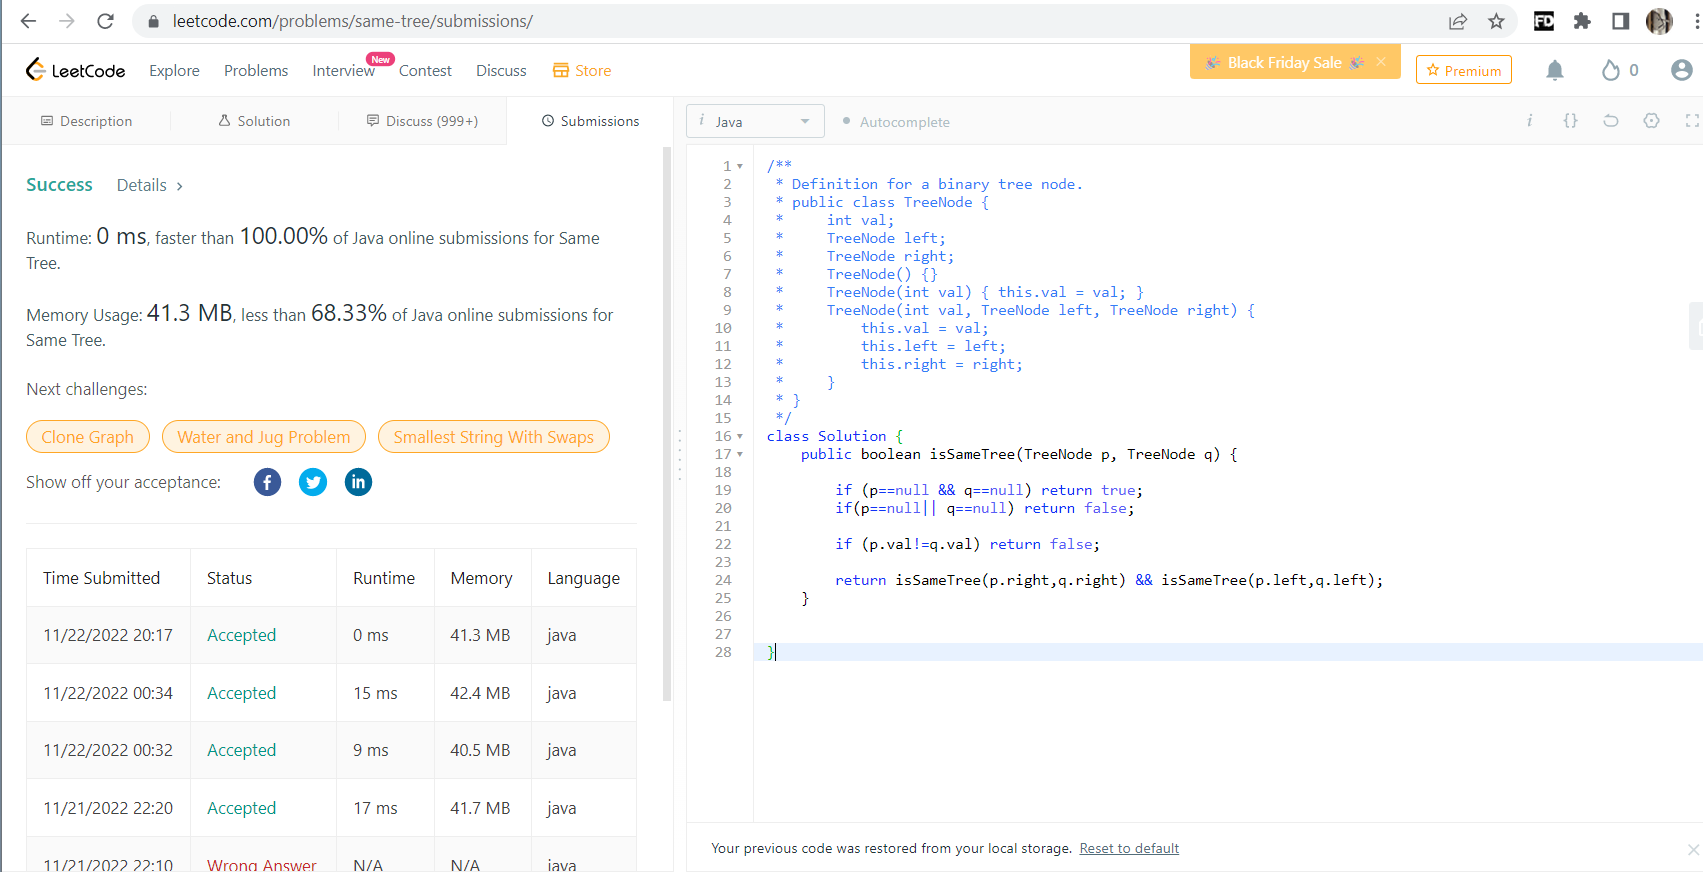 leetcode.com/problems/same-tree/submissions/
FD
LeetCode Explore Problems Interview New Contest Discuss Store
Black Friday Sale
Premium
0
Description Solution Discuss (999+) Submissions
i Java Autocomplete
i {}
Success Details >
Runtime: 0 ms, faster than 100.00% of Java online submissions for Same
Tree.
Memory Usage: 41.3 MB, less than 68.33% of Java online submissions for
Same Tree.
Next challenges:
Clone Graph Water and Jug Problem Smallest String With Swaps
Show off your acceptance:
Time Submitted Status Runtime Memory Language
11/22/2022 20:17 Accepted 0 ms 41.3 MB java
11/22/2022 00:34 Accepted 15 ms 42.4 MB java
11/22/2022 00:32 Accepted 9 ms 40.5 MB java
11/21/2022 22:20 Accepted 17 ms 41.7 MB java
11/21/2022 22:10 Wrong Answer N/A N/A java
1 /**
2  * Definition for a binary tree node.
3  * public class TreeNode {
4  *     int val;
5  *     TreeNode left;
6  *     TreeNode right;
7  *     TreeNode() {}
8  *     TreeNode(int val) { this.val = val; }
9  *     TreeNode(int val, TreeNode left, TreeNode right) {
10  *         this.val = val;
11  *         this.left = left;
12  *         this.right = right;
13  *     }
14  * }
15  */
16 class Solution {
17     public boolean isSameTree(TreeNode p, TreeNode q) {
18
19         if (p==null && q==null) return true;
20         if(p==null|| q==null) return false;
21
22         if (p.val!=q.val) return false;
23
24         return isSameTree(p.right,q.right) && isSameTree(p.left,q.left);
25     }
26
27
28 }
Your previous code was restored from your local storage. Reset to default